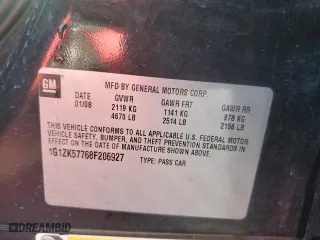 GM
MFD BY GENERAL MOTORS CORP.
DATE GVWR GAWR FRT GAWR RR
01/08 2119 KG 1141 KG 978 KG
4670 LB 2514 LB 2156 LB
THIS VEHICLE CONFORMS TO ALL APPLICABLE U.S. FEDERAL MOTOR
VEHICLE SAFETY, BUMPER, AND THEFT PREVENTION STANDARDS IN
EFFECT ON THE DATE OF MANUFACTURE SHOWN ABOVE.
1G1ZK57768F206927 TYPE: PASS CAR